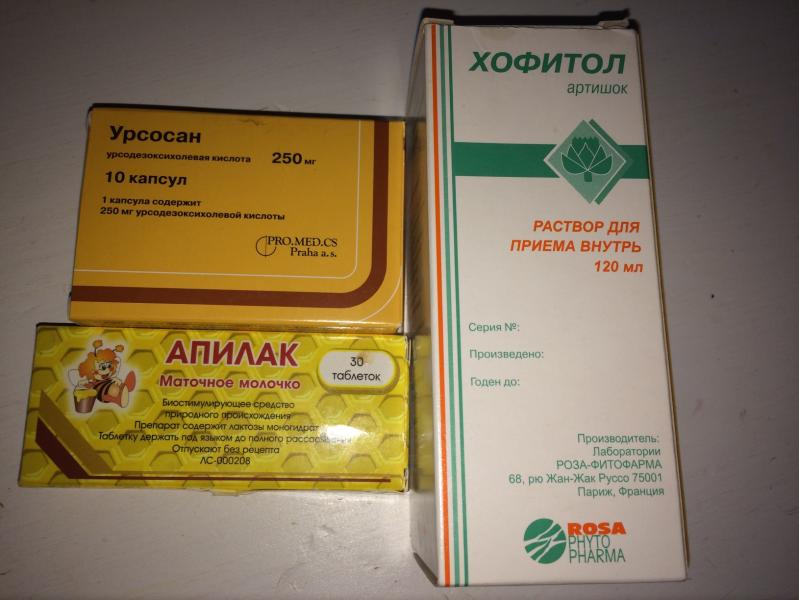 Урсосан
урсодезоксихолевая кислота 250 мг
10 капсул
1 капсула содержит
250 мг урсодезоксихолевой кислоты
PRO.MED.CS
Praha a.s.
АПИЛАК
Маточное молочко
30
таблеток
Биостимулирующее средство
природного происхождения
Препарат содержит лактозы моногидрат
Таблетку держать под языком до полного рассасывания
Отпускают без рецепта
ЛС-000208
ХОФИТОЛ
артишок
РАСТВОР ДЛЯ
ПРИЕМА ВНУТРЬ
120 мл
Серия №:
Произведено:
Годен до:
Производитель:
Лаборатории
РОЗА-ФИТОФАРМА
68, рю Жан-Жак Руссо 75001
Париж, Франция
ROSA
PHYTO
PHARMA